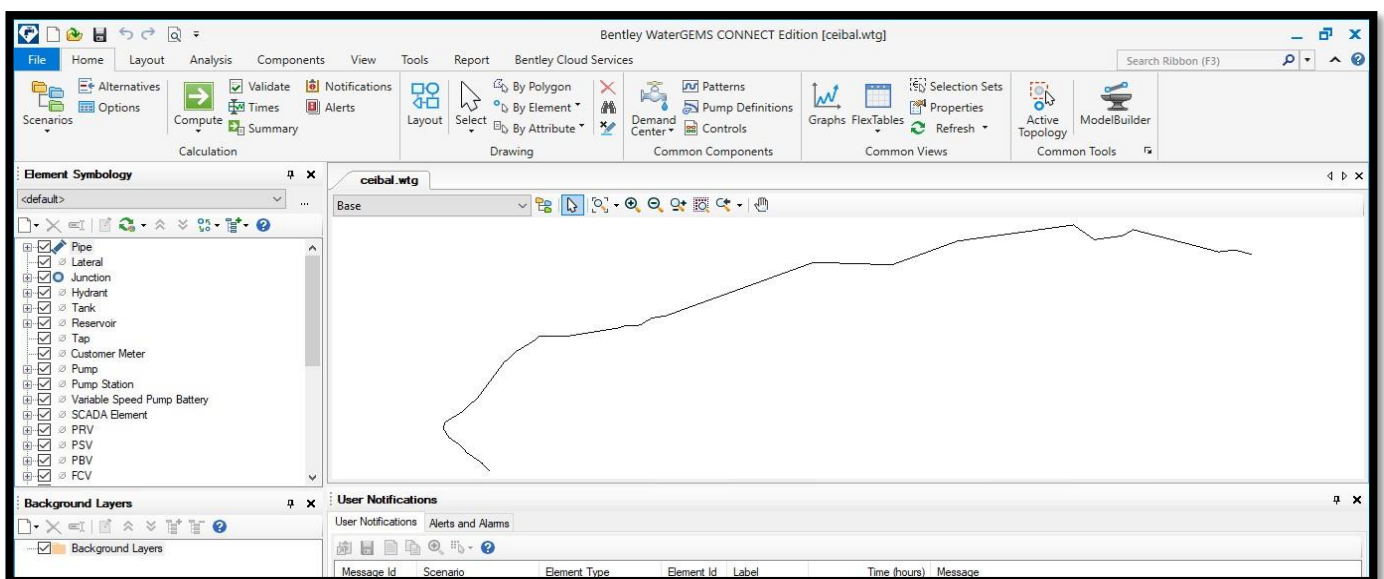 Bentley WaterGEMS CONNECT Edition [ceibal.wtg]
File Home Layout Analysis Components View Tools Report Bentley Cloud Services Search Ribbon (F3)
Scenarios
Alternatives
Options
Compute
Validate
Times
Summary
Notifications
Alerts
Calculation
Layout
Select
By Polygon
By Element
By Attribute
Drawing
Demand Center
Patterns
Pump Definitions
Controls
Common Components
Graphs
FlexTables
Selection Sets
Properties
Refresh
Common Views
Active Topology
ModelBuilder
Common Tools
Element Symbology
<default>
...
Pipe
Lateral
Junction
Hydrant
Tank
Reservoir
Tap
Customer Meter
Pump
Pump Station
Variable Speed Pump Battery
SCADA Element
PRV
PSV
PBV
FCV
Background Layers
Background Layers
ceibal.wtg
Base
User Notifications
User Notifications Alerts and Alarms
Message Id Scenario Element Type Element Id Label Time (hours) Message